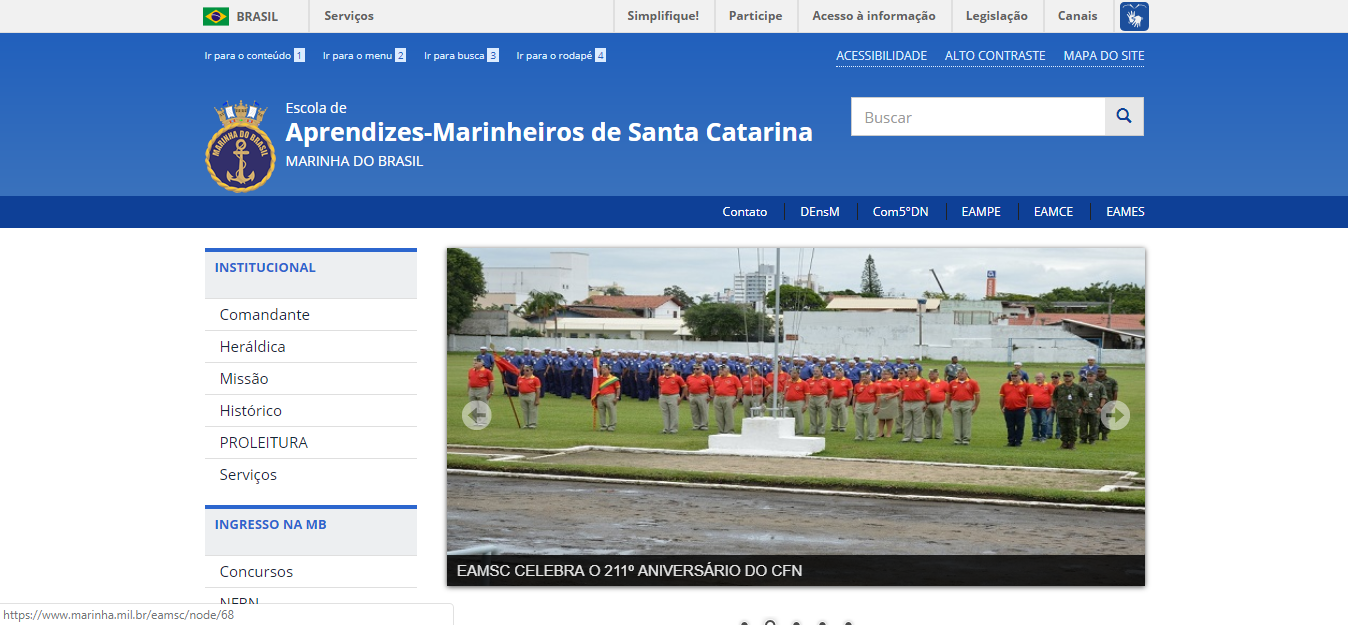 BRASIL Serviços Simplifique! Participe Acesso à informação Legislação Canais
Ir para o conteúdo 1 Ir para o menu 2 Ir para busca 3 Ir para o rodapé 4 ACESSIBILIDADE ALTO CONTRASTE MAPA DO SITE
MARINHA DO BRASIL
Escola de
Aprendizes-Marinheiros de Santa Catarina
MARINHA DO BRASIL
Buscar
Contato DEnsM Com5ºDN EAMPE EAMCE EAMES
INSTITUCIONAL
Comandante
Heráldica
Missão
Histórico
PROLEITURA
Serviços
INGRESSO NA MB
Concursos
EAMSC CELEBRA O 211º ANIVERSÁRIO DO CFN
https://www.marinha.mil.br/eamsc/node/68